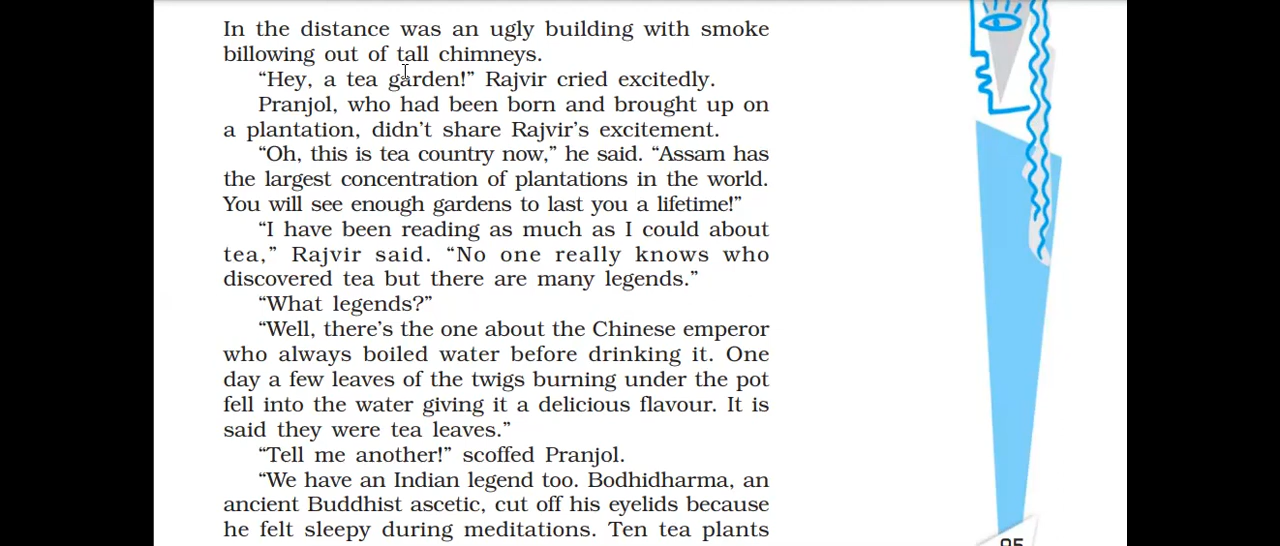 In the distance was an ugly building with smoke
billowing out of tall chimneys.
“Hey, a tea garden!” Rajvir cried excitedly.
Pranjol, who had been born and brought up on
a plantation, didn’t share Rajvir’s excitement.
“Oh, this is tea country now,” he said. “Assam has
the largest concentration of plantations in the world.
You will see enough gardens to last you a lifetime!”
“I have been reading as much as I could about
tea,” Rajvir said. “No one really knows who
discovered tea but there are many legends.”
“What legends?”
“Well, there’s the one about the Chinese emperor
who always boiled water before drinking it. One
day a few leaves of the twigs burning under the pot
fell into the water giving it a delicious flavour. It is
said they were tea leaves.”
“Tell me another!” scoffed Pranjol.
“We have an Indian legend too. Bodhidharma, an
ancient Buddhist ascetic, cut off his eyelids because
he felt sleepy during meditations. Ten tea plants